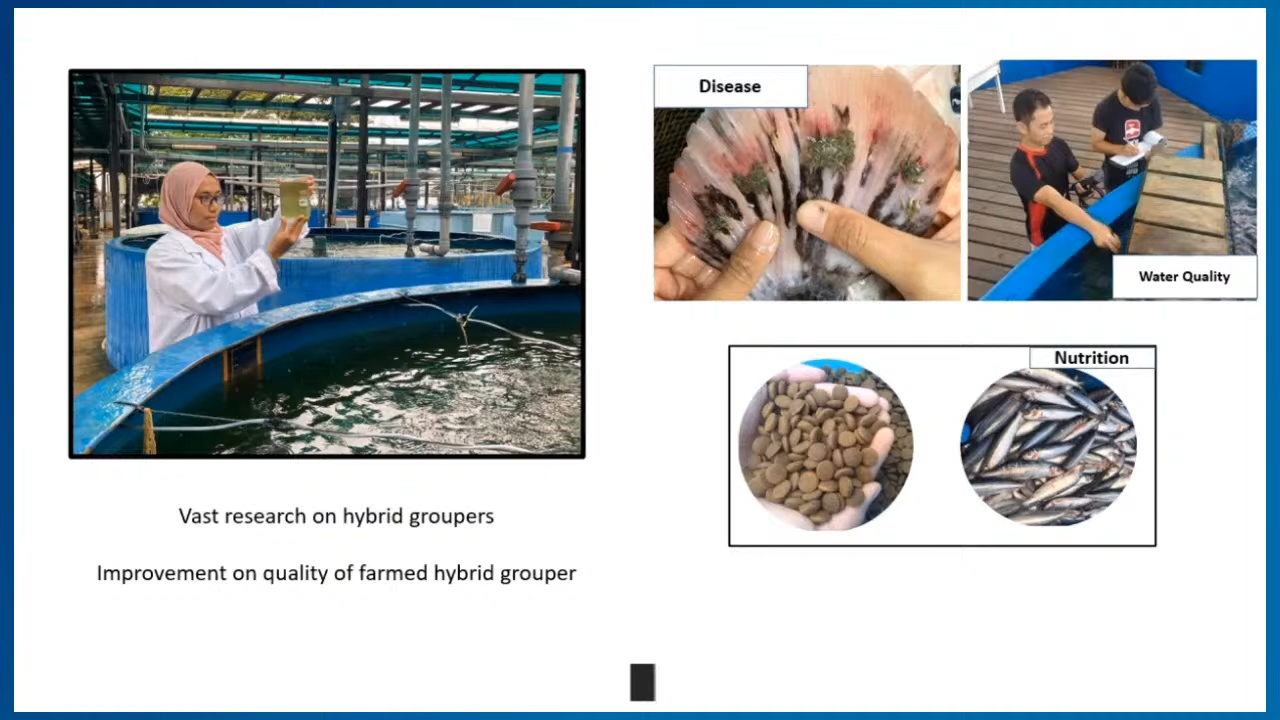 Disease
Water Quality
Nutrition
Vast research on hybrid groupers
Improvement on quality of farmed hybrid grouper